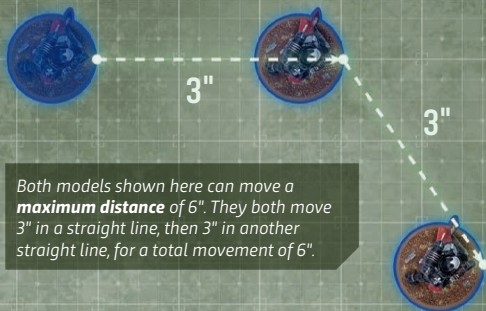 3"
3"
Both models shown here can move a
maximum distance of 6". They both move
3" in a straight line, then 3" in another
straight line, for a total movement of 6".